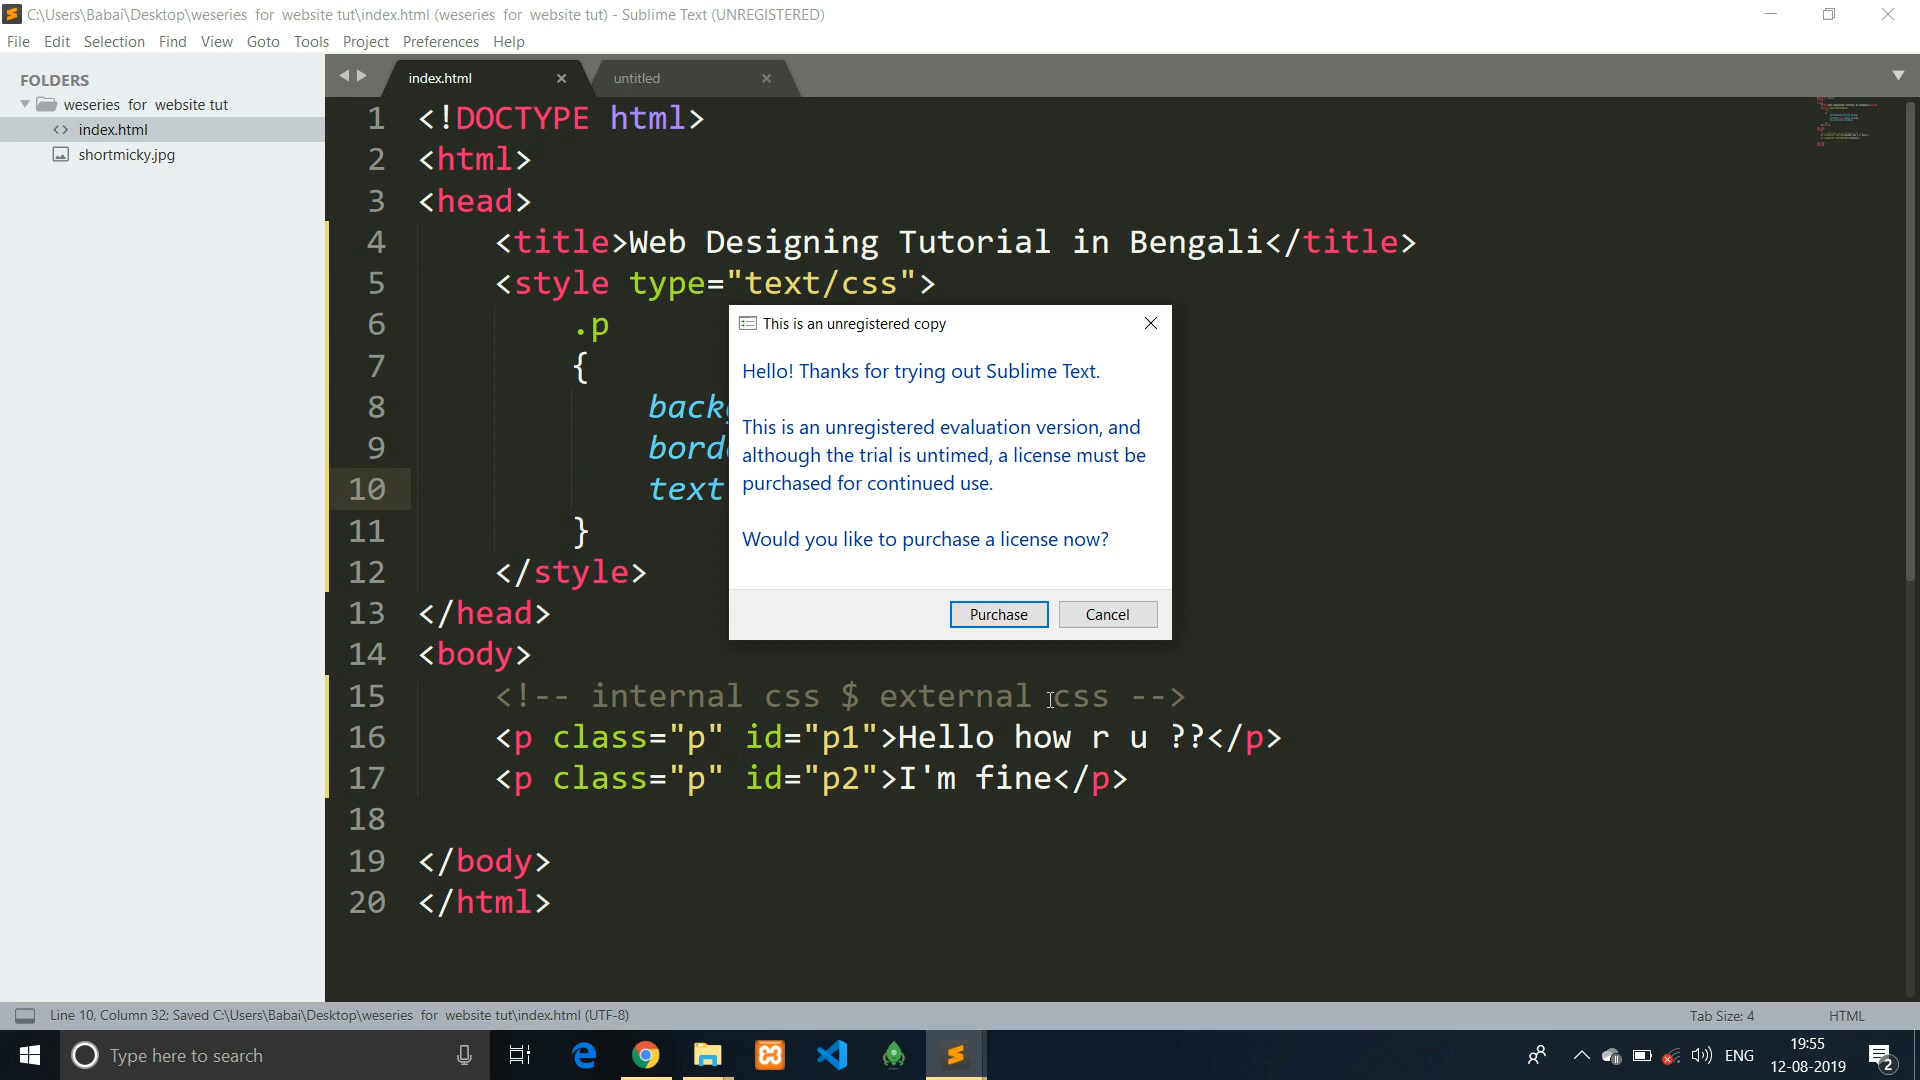 C:\Users\Babai\Desktop\weseries for website tut\index.html (weseries for website tut) - Sublime Text (UNREGISTERED)
File Edit Selection Find View Goto Tools Project Preferences Help
FOLDERS
weseries for website tut
index.html
shortmicky.jpg
index.html untitled
1 <!DOCTYPE html>
2 <html>
3 <head>
4 <title>Web Designing Tutorial in Bengali</title>
5 <style type="text/css">
6 .p
7 {
8
9
10 text
11 }
12 </style>
13 </head>
14 <body>
15 <!-- internal css $ external css -->
16 <p class="p" id="p1">Hello how r u ??</p>
17 <p class="p" id="p2">I'm fine</p>
18
19 </body>
20 </html>
This is an unregistered copy
Hello! Thanks for trying out Sublime Text.
This is an unregistered evaluation version, and
although the trial is untimed, a license must be
purchased for continued use.
Would you like to purchase a license now?
Purchase Cancel
Line 10, Column 32; Saved C:\Users\Babai\Desktop\weseries for website tut\index.html (UTF-8)
Tab Size: 4 HTML
Type here to search
ENG
19:55
12-08-2019
2